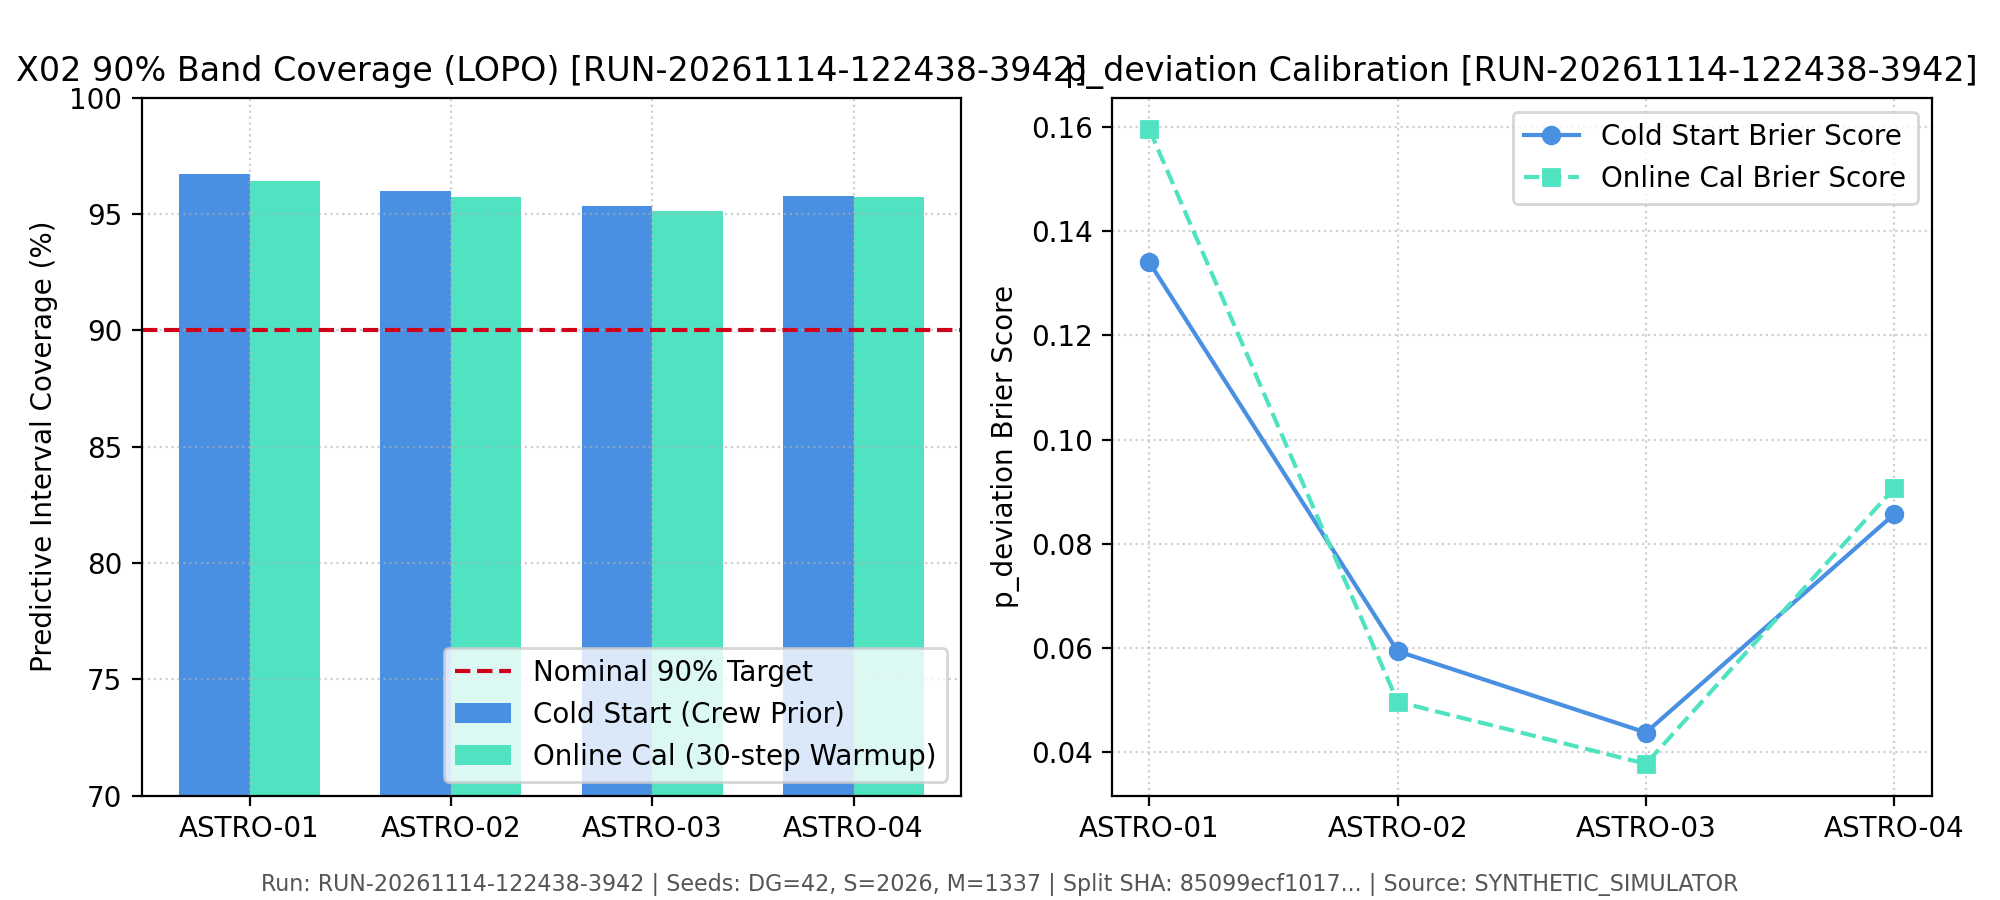 X02 90% Band Coverage (LOPO) [RUN-20261114-122438-3942]
100
95
90
85
80
75
70
Predictive Interval Coverage (%)
Nominal 90% Target
Cold Start (Crew Prior)
Online Cal (30-step Warmup)
ASTRO-01 ASTRO-02 ASTRO-03 ASTRO-04
p_deviation Calibration [RUN-20261114-122438-3942]
0.16
0.14
0.12
0.10
0.08
0.06
0.04
p_deviation Brier Score
Cold Start Brier Score
Online Cal Brier Score
ASTRO-01 ASTRO-02 ASTRO-03 ASTRO-04
Run: RUN-20261114-122438-3942 | Seeds: DG=42, S=2026, M=1337 | Split SHA: 85099ecf1017... | Source: SYNTHETIC_SIMULATOR